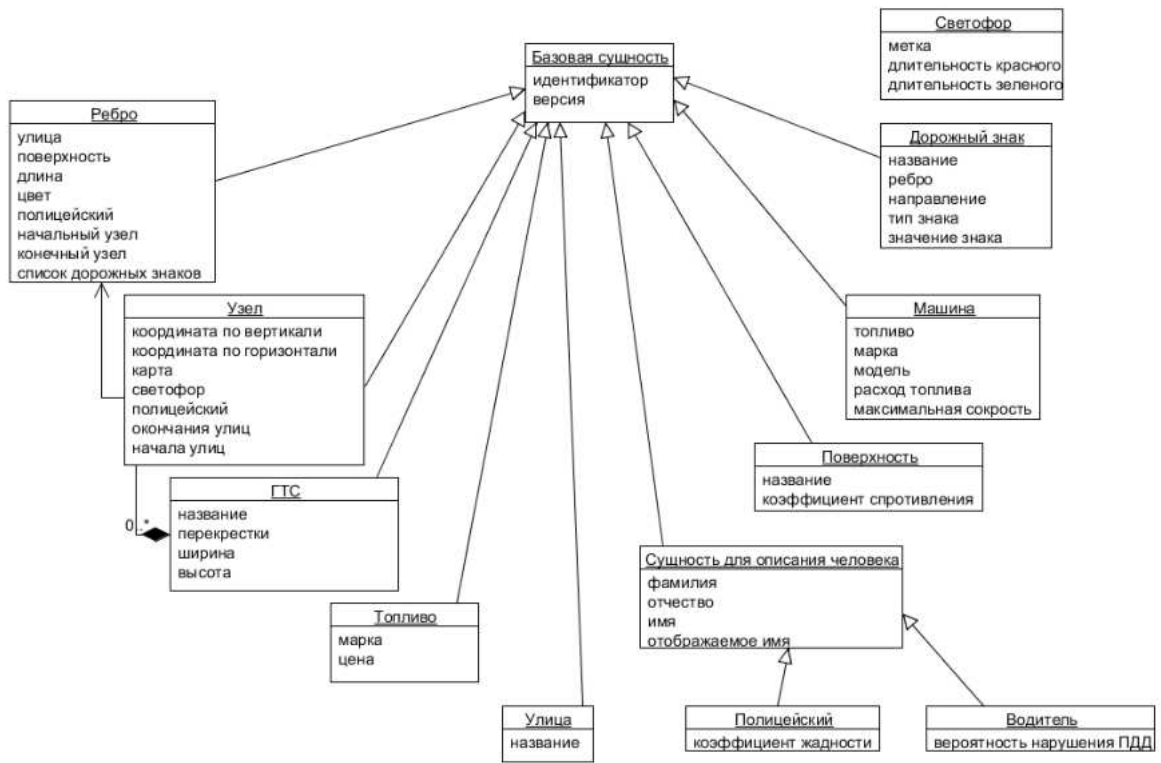 Светофор
метка
длительность красного
длительность зеленого
Базовая сущность
идентификатор
версия
Ребро
улица
поверхность
длина
цвет
полицейский
начальный узел
конечный узел
список дорожных знаков
Дорожный знак
название
ребро
направление
тип знака
значение знака
Узел
координата по вертикали
координата по горизонтали
карта
светофор
полицейский
окончания улиц
начала улиц
Машина
топливо
марка
модель
расход топлива
максимальная сокрость
Поверхность
название
коэффициент спротивления
ГТС
название
перекрестки
ширина
высота
0..*
Сущность для описания человека
фамилия
отчество
имя
отображаемое имя
Топливо
марка
цена
Улица
название
Полицейский
коэффициент жадности
Водитель
вероятность нарушения ПДД